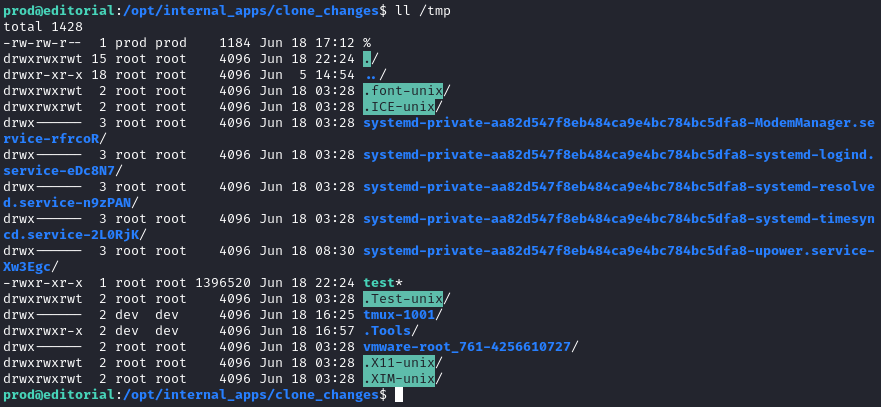 prod@editorial:/opt/internal_apps/clone_changes$ ll /tmp
total 1428
-rw-rw-r--  1 prod prod    1184 Jun 18 17:12 %
drwxrwxrwt 15 root root    4096 Jun 18 22:24 ./
drwxr-xr-x 18 root root    4096 Jun  5 14:54 ../
drwxrwxrwt  2 root root    4096 Jun 18 03:28 .font-unix/
drwxrwxrwt  2 root root    4096 Jun 18 03:28 .ICE-unix/
drwx------  3 root root    4096 Jun 18 03:28 systemd-private-aa82d547f8eb484ca9e4bc784bc5dfa8-ModemManager.se
rvice-rfrcoR/
drwx------  3 root root    4096 Jun 18 03:28 systemd-private-aa82d547f8eb484ca9e4bc784bc5dfa8-systemd-logind.
service-eDc8N7/
drwx------  3 root root    4096 Jun 18 03:28 systemd-private-aa82d547f8eb484ca9e4bc784bc5dfa8-systemd-resolve
d.service-n9zPAN/
drwx------  3 root root    4096 Jun 18 03:28 systemd-private-aa82d547f8eb484ca9e4bc784bc5dfa8-systemd-timesyn
cd.service-2L0RjK/
drwx------  3 root root    4096 Jun 18 08:30 systemd-private-aa82d547f8eb484ca9e4bc784bc5dfa8-upower.service-
Xw3Egc/
-rwxr-xr-x  1 root root 1396520 Jun 18 22:24 test*
drwxrwxrwt  2 root root    4096 Jun 18 03:28 .Test-unix/
drwx------  2 dev  dev     4096 Jun 18 16:25 tmux-1001/
drwxrwxr-x  2 dev  dev     4096 Jun 18 16:57 .Tools/
drwx------  2 root root    4096 Jun 18 03:28 vmware-root_761-4256610727/
drwxrwxrwt  2 root root    4096 Jun 18 03:28 .X11-unix/
drwxrwxrwt  2 root root    4096 Jun 18 03:28 .XIM-unix/
prod@editorial:/opt/internal_apps/clone_changes$